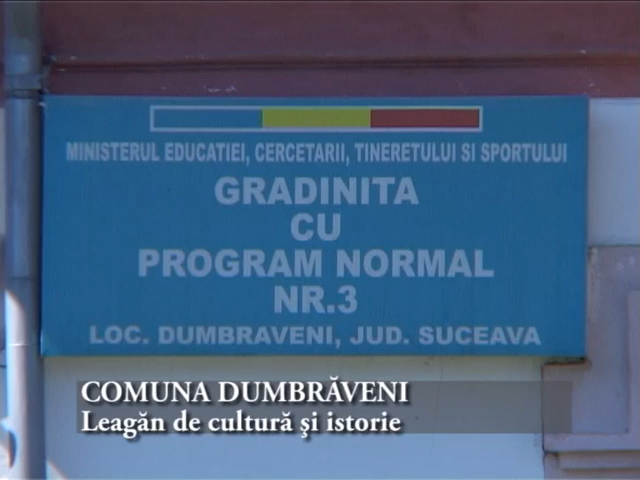 MINISTERUL EDUCATIEI, CERCETARII, TINERETULUI SI SPORTULUI
GRADINITA
CU
PROGRAM NORMAL
NR.3
LOC. DUMBRAVENI, JUD. SUCEAVA
COMUNA DUMBRĂVENI
Leagăn de cultură şi istorie